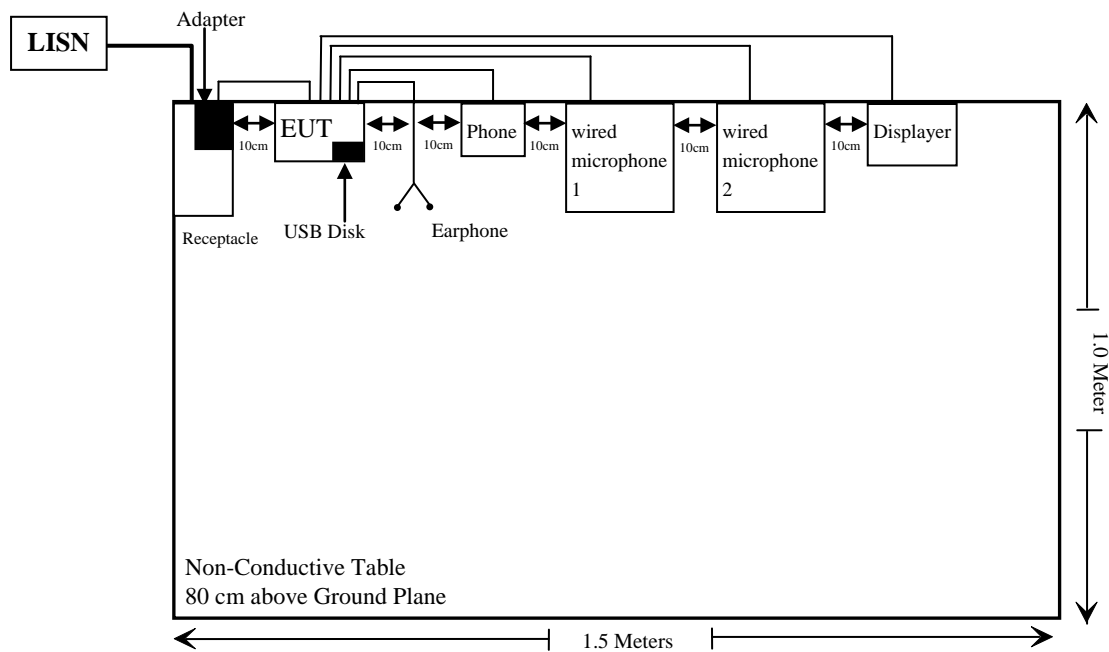 Adapter
LISN
EUT
Phone
wired
microphone
1
wired
microphone
2
Displayer
10cm
10cm
10cm
10cm
10cm
10cm
USB Disk
Earphone
Receptacle
1.0 Meter
Non-Conductive Table
80 cm above Ground Plane
1.5 Meters